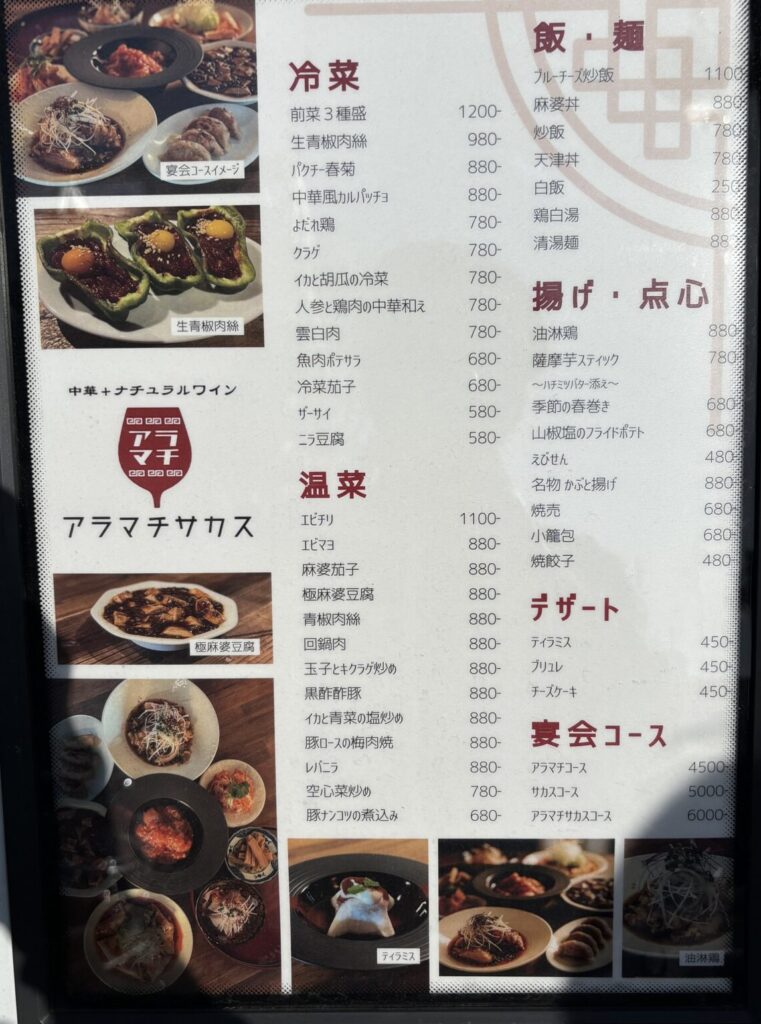 宴会コースイメージ
生青椒肉絲
中華＋ナチュラルワイン
アラ
マチ
アラマチサカス
極麻婆豆腐
冷菜
前菜３種盛 1200-
生青椒肉絲 980-
パクチー春菊 880-
中華風カルパッチョ 880-
よだれ鶏 780-
クラゲ 780-
イカと胡瓜の冷菜 780-
人参と鶏肉の中華和え 780-
雲白肉 780-
魚肉ポテサラ 680-
冷菜茄子 680-
ザーサイ 580-
ニラ豆腐 580-
温菜
エビチリ 1100-
エビマヨ 880-
麻婆茄子 880-
極麻婆豆腐 880-
青椒肉絲 880-
回鍋肉 880-
玉子とキクラゲ炒め 880-
黒酢酢豚 880-
イカと青菜の塩炒め 880-
豚ロースの梅肉焼 880-
レバニラ 880-
空心菜炒め 780-
豚ナンコツの煮込み 680-
飯・麺
ブルーチーズ炒飯 1100
麻婆丼 880
炒飯 780
天津丼 780
白飯 250
鶏白湯 880
清湯麺 880
揚げ・点心
油淋鶏 880
薩摩芋スティック 780
〜ハチミツバター添え〜
季節の春巻き 680
山椒塩のフライドポテト 680
えびせん 480
名物 かぶと揚げ 880
焼売 680-
小籠包 680-
焼餃子 480-
デザート
ティラミス 450-
ブリュレ 450-
チーズケーキ 450-
宴会コース
アラマチコース 4500-
サカスコース 5000-
アラマチサカスコース 6000-
ティラミス
油淋鶏